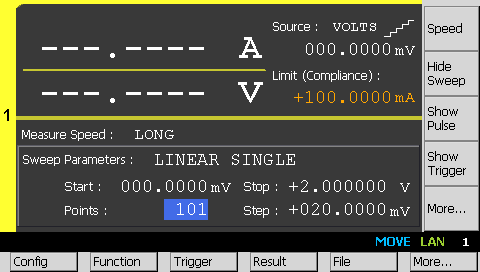 Source : VOLTS
---.---- A
000.0000 mV
Speed
Limit (Compliance) :
Hide Sweep
---.---- V
+100.0000 mA
1
Show Pulse
Measure Speed : LONG
Sweep Parameters : LINEAR SINGLE
Show Trigger
Start : 000.0000 mV Stop : +2.000000 V
Points : 101 Step : +020.0000 mV
More...
MOVE LAN 1
Config Function Trigger Result File More...